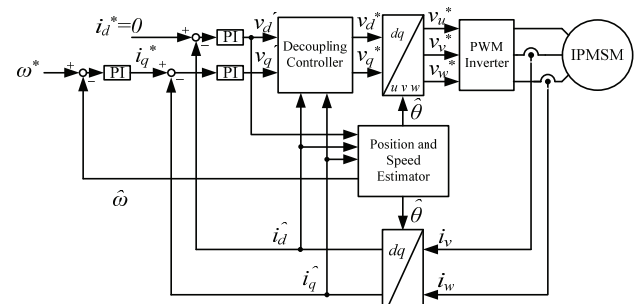 i_d^*=0
v_d´
v_d^*
v_u^*
ω^*
i_q^*
v_q´
v_q^*
v_v^*
v_w^*
+
−
+
−
+
−
PI
PI
PI
Decoupling
Controller
dq
u v w
PWM
Inverter
IPMSM
θ̂
Position and
Speed
Estimator
ω̂
θ̂
i_d^ˆ
i_q^ˆ
dq
i_v
i_w